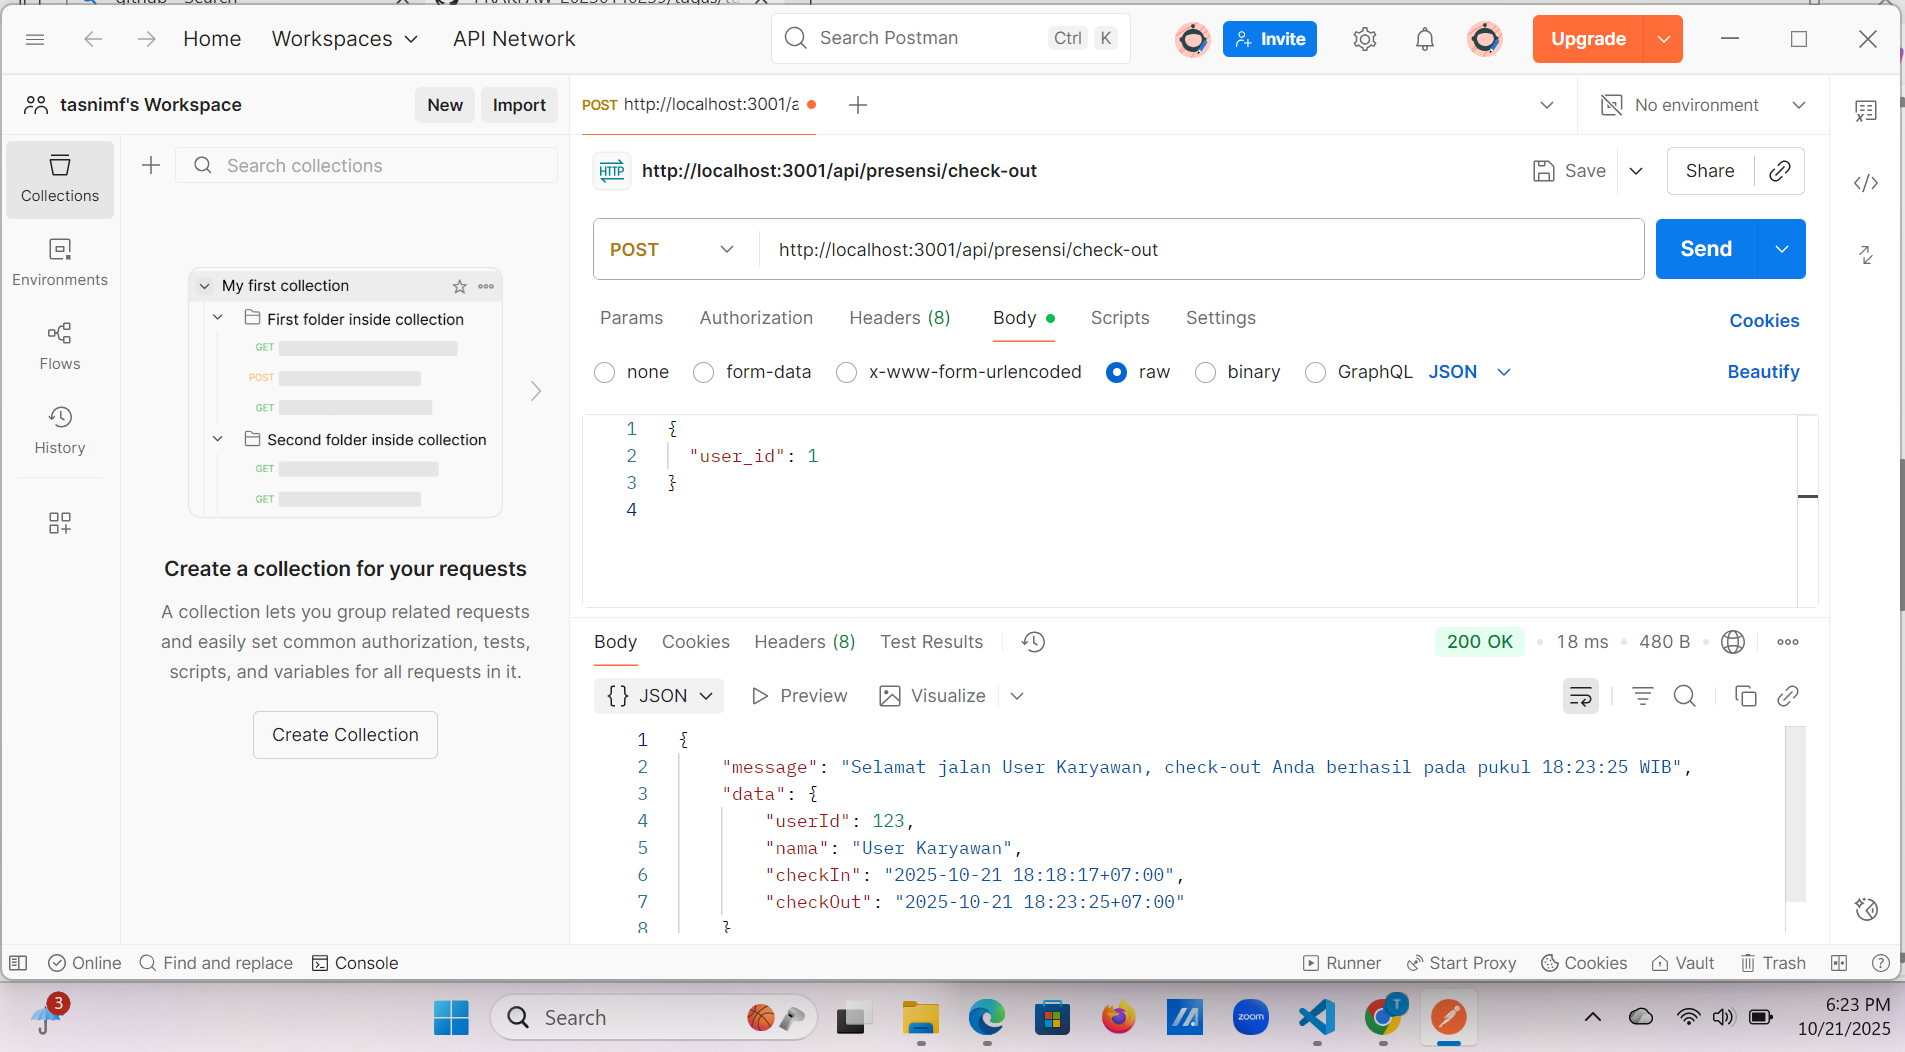 Home
Workspaces
API Network
Search Postman
Ctrl K
Invite
Upgrade
tasnimf's Workspace
New
Import
POST http://localhost:3001/a
No environment
Collections
Environments
Flows
History
Search collections
My first collection
First folder inside collection
GET
POST
GET
Second folder inside collection
GET
GET
Create a collection for your requests
A collection lets you group related requests
and easily set common authorization, tests,
scripts, and variables for all requests in it.
Create Collection
HTTP
http://localhost:3001/api/presensi/check-out
Save
Share
POST
http://localhost:3001/api/presensi/check-out
Send
Params
Authorization
Headers (8)
Body
Scripts
Settings
Cookies
none
form-data
x-www-form-urlencoded
raw
binary
GraphQL
JSON
Beautify
1 {
2 "user_id": 1
3 }
4
Body
Cookies
Headers (8)
Test Results
200 OK
18 ms
480 B
{} JSON
Preview
Visualize
1 {
2 "message": "Selamat jalan User Karyawan, check-out Anda berhasil pada pukul 18:23:25 WIB",
3 "data": {
4 "userId": 123,
5 "nama": "User Karyawan",
6 "checkIn": "2025-10-21 18:18:17+07:00",
7 "checkOut": "2025-10-21 18:23:25+07:00"
8 }
Online
Find and replace
Console
Runner
Start Proxy
Cookies
Vault
Trash
3
Search
zoom
T
6:23 PM
10/21/2025